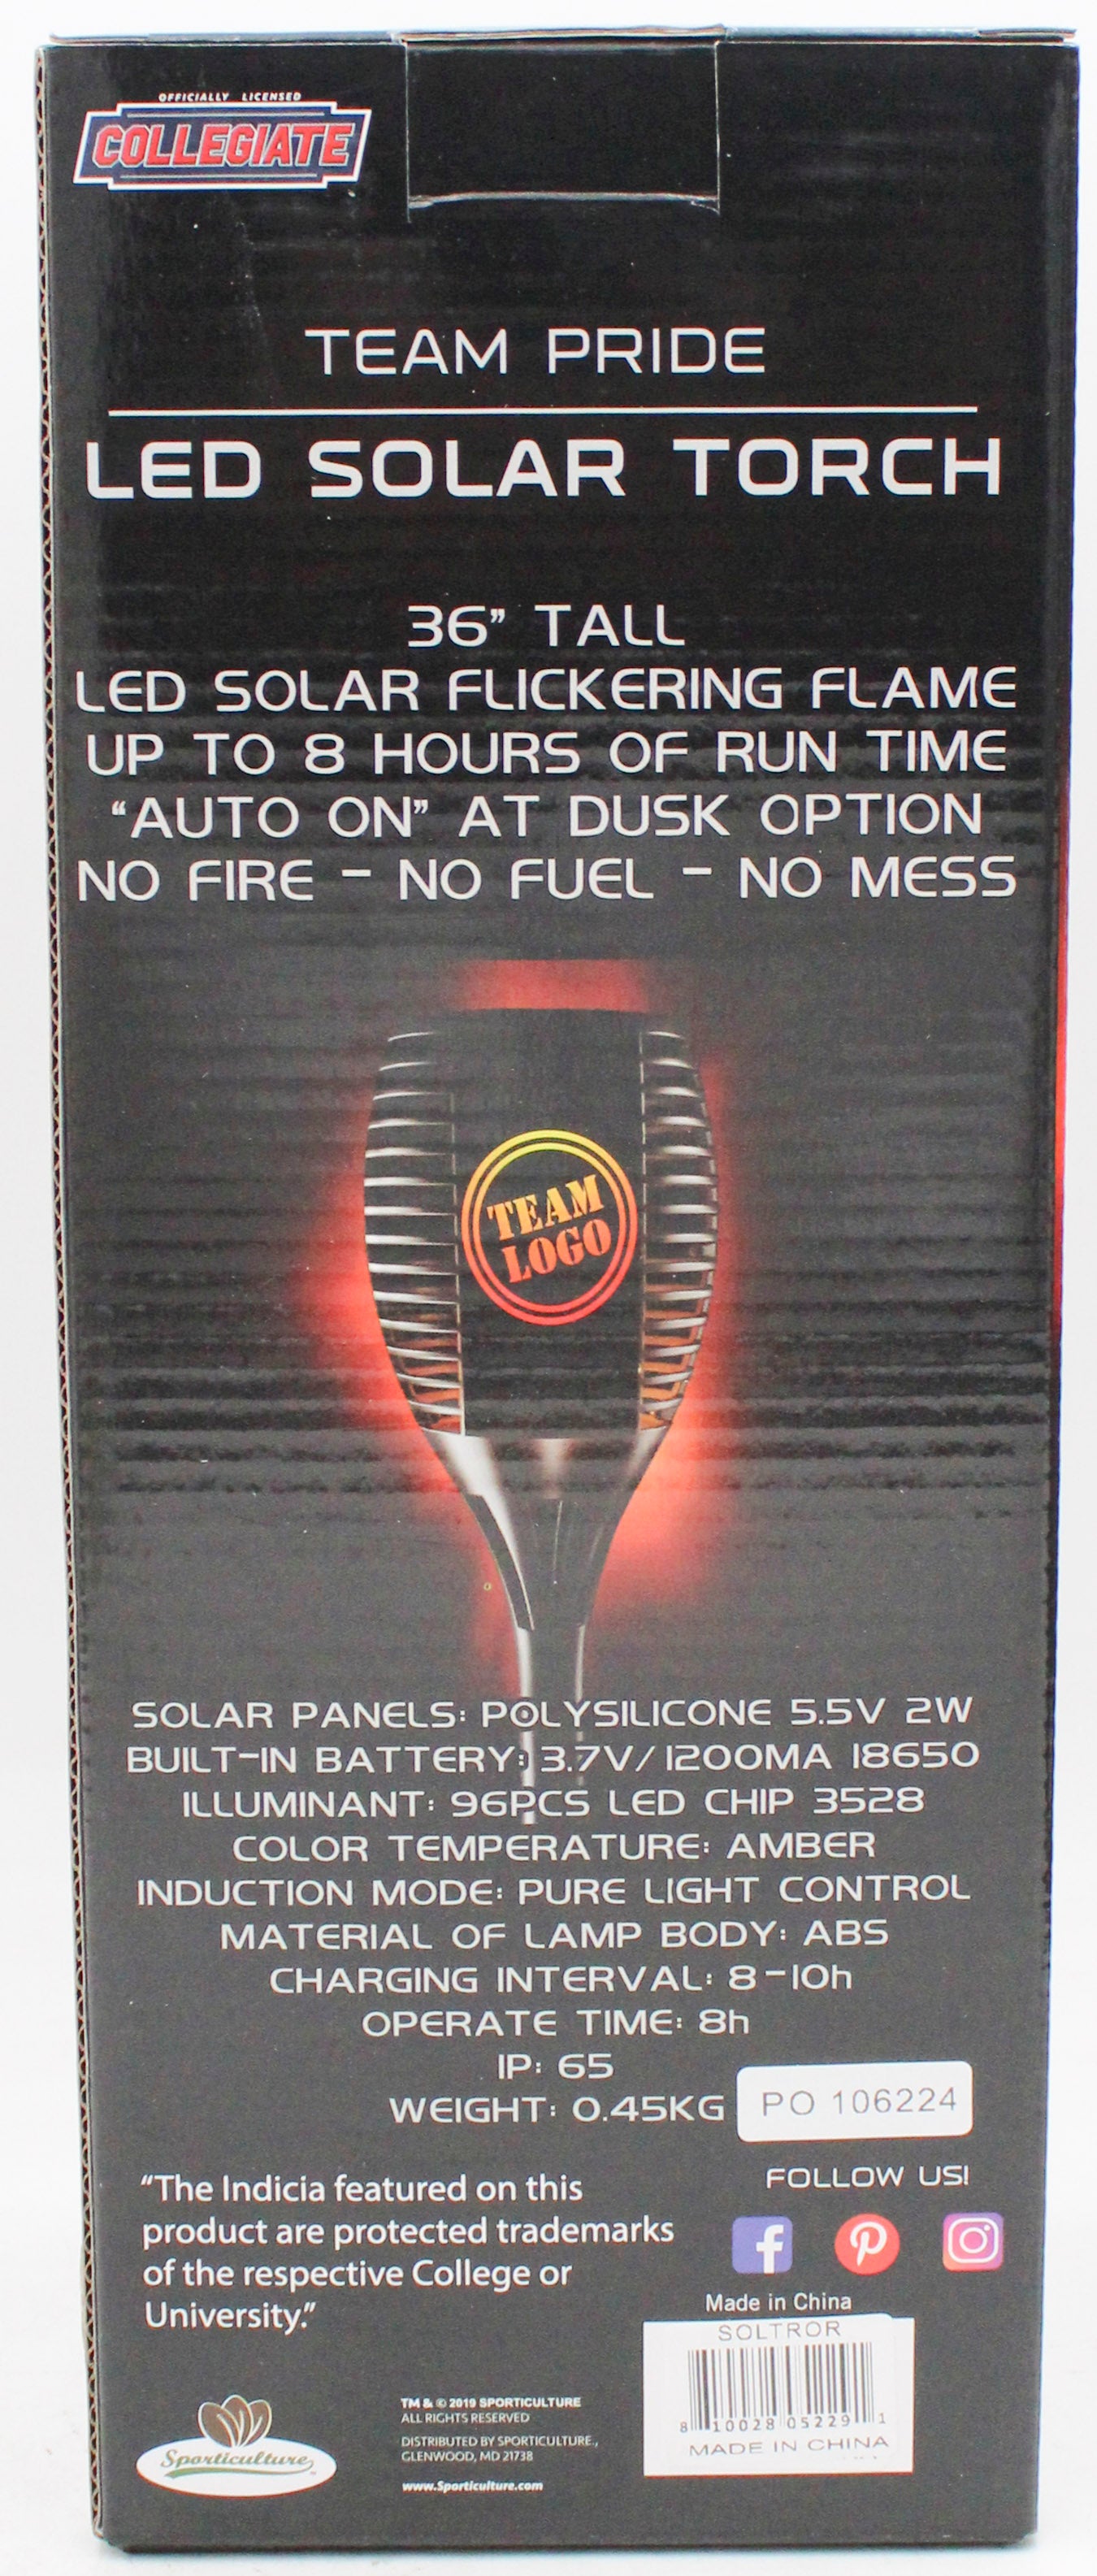 OFFICIALLY LICENSED
COLLEGIATE
TEAM PRIDE
LED SOLAR TORCH
36” TALL
LED SOLAR FLICKERING FLAME
UP TO 8 HOURS OF RUN TIME
“AUTO ON” AT DUSK OPTION
NO FIRE – NO FUEL – NO MESS
TEAM
LOGO
SOLAR PANELS: POLYSILICONE 5.5V 2W
BUILT-IN BATTERY: 3.7V/1200MA 18650
ILLUMINANT: 96PCS LED CHIP 3528
COLOR TEMPERATURE: AMBER
INDUCTION MODE: PURE LIGHT CONTROL
MATERIAL OF LAMP BODY: ABS
CHARGING INTERVAL: 8-10h
OPERATE TIME: 8h
IP: 65
WEIGHT: 0.45KG
PO 106224
“The Indicia featured on this
product are protected trademarks
of the respective College or
University.”
FOLLOW US!
Made in China
SOLTROR
8 10028 05229 1
MADE IN CHINA
Sporticulture
TM & © 2019 SPORTICULTURE
ALL RIGHTS RESERVED
DISTRIBUTED BY SPORTICULTURE.,
GLENWOOD, MD 21738
www.Sporticulture.com